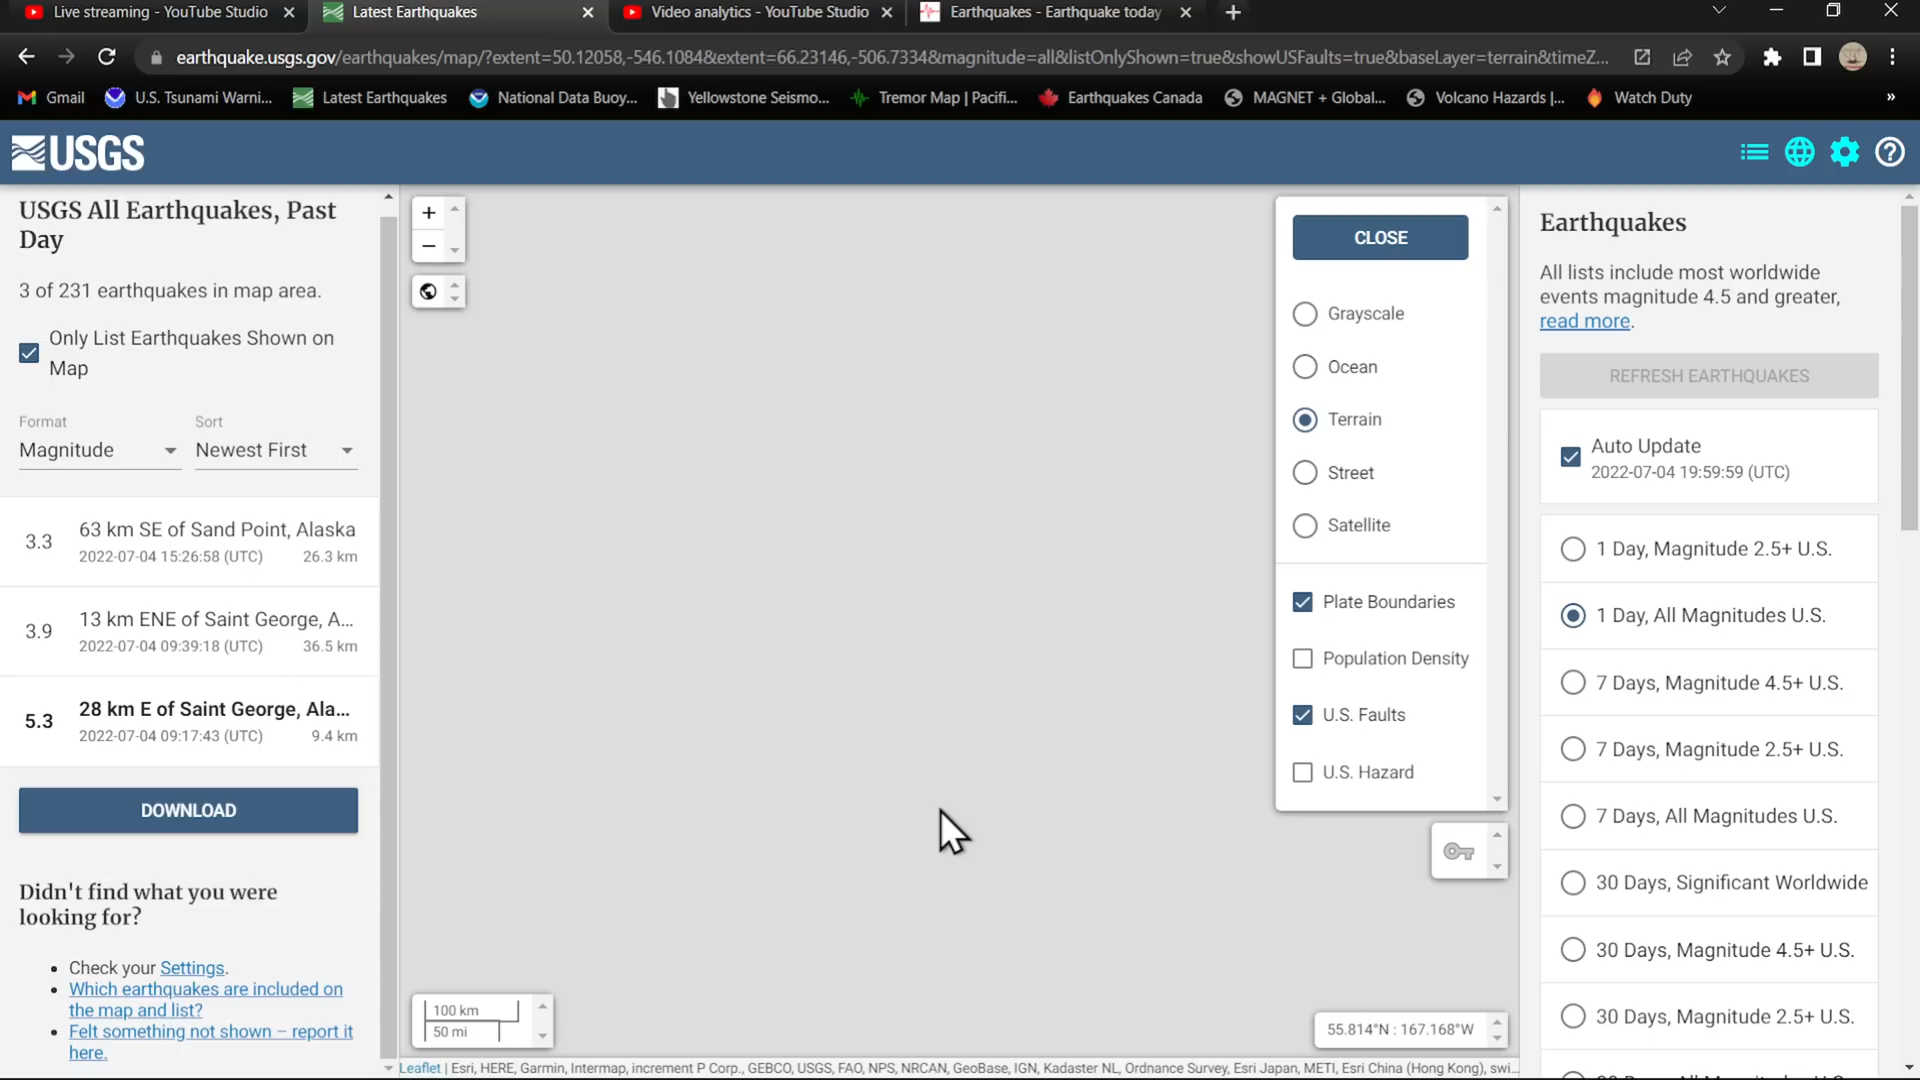 Live streaming - YouTube Studio
Latest Earthquakes
Video analytics - YouTube Studio
Earthquakes - Earthquake today
earthquake.usgs.gov/earthquakes/map/?extent=50.12058,-546.1084&extent=66.23146,-506.7334&magnitude=all&listOnlyShown=true&showUSFaults=true&baseLayer=terrain&timeZ...
Gmail
U.S. Tsunami Warni...
Latest Earthquakes
National Data Buoy...
Yellowstone Seismo...
Tremor Map | Pacifi...
Earthquakes Canada
MAGNET + Global...
Volcano Hazards |...
Watch Duty
»
USGS
USGS All Earthquakes, Past
Day
3 of 231 earthquakes in map area.
Only List Earthquakes Shown on
Map
Format
Magnitude
Sort
Newest First
3.3
63 km SE of Sand Point, Alaska
2022-07-04 15:26:58 (UTC)
26.3 km
3.9
13 km ENE of Saint George, A...
2022-07-04 09:39:18 (UTC)
36.5 km
5.3
28 km E of Saint George, Ala...
2022-07-04 09:17:43 (UTC)
9.4 km
DOWNLOAD
Didn't find what you were
looking for?
Check your Settings.
Which earthquakes are included on
the map and list?
Felt something not shown – report it
here.
+
−
100 km
50 mi
CLOSE
Grayscale
Ocean
Terrain
Street
Satellite
Plate Boundaries
Population Density
U.S. Faults
U.S. Hazard
55.814°N : 167.168°W
Leaflet | Esri, HERE, Garmin, Intermap, increment P Corp., GEBCO, USGS, FAO, NPS, NRCAN, GeoBase, IGN, Kadaster NL, Ordnance Survey, Esri Japan, METI, Esri China (Hong Kong), swi...
Earthquakes
All lists include most worldwide
events magnitude 4.5 and greater,
read more.
REFRESH EARTHQUAKES
Auto Update
2022-07-04 19:59:59 (UTC)
1 Day, Magnitude 2.5+ U.S.
1 Day, All Magnitudes U.S.
7 Days, Magnitude 4.5+ U.S.
7 Days, Magnitude 2.5+ U.S.
7 Days, All Magnitudes U.S.
30 Days, Significant Worldwide
30 Days, Magnitude 4.5+ U.S.
30 Days, Magnitude 2.5+ U.S.